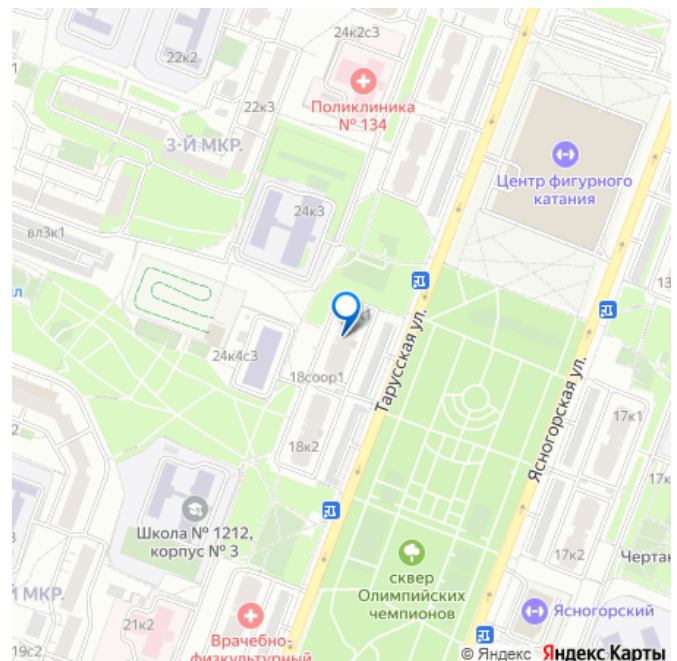 24к2с3
22к2
Поликлиника
№ 134
22к3
3-Й МКР.
Центр фигурного
катания
24к3
вл3к1
13
Тарусская ул.
24к4с3
18соор1
Ясногорская ул.
17к1
18к2
17к
Школа № 1212,
корпус № 3
17к2
Чертан
сквер
Олимпийских
чемпионов
Й МКР.
21к2
Ясногорский
19с2
Врачебно-
физкультурный
© Яндекс Яндекс Карты